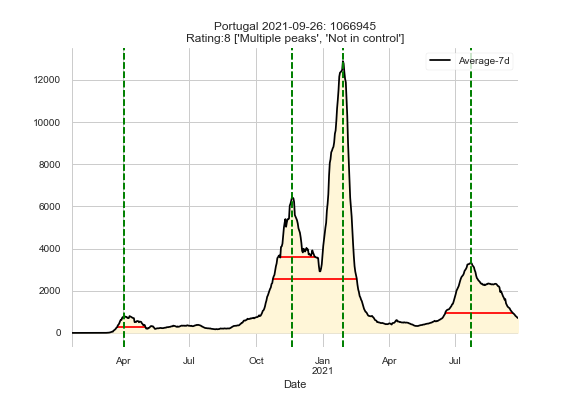 Portugal 2021-09-26: 1066945
Rating:8 ['Multiple peaks', 'Not in control']
Average-7d
12000
10000
8000
6000
4000
2000
0
Apr Jul Oct Jan Apr Jul
2021
Date